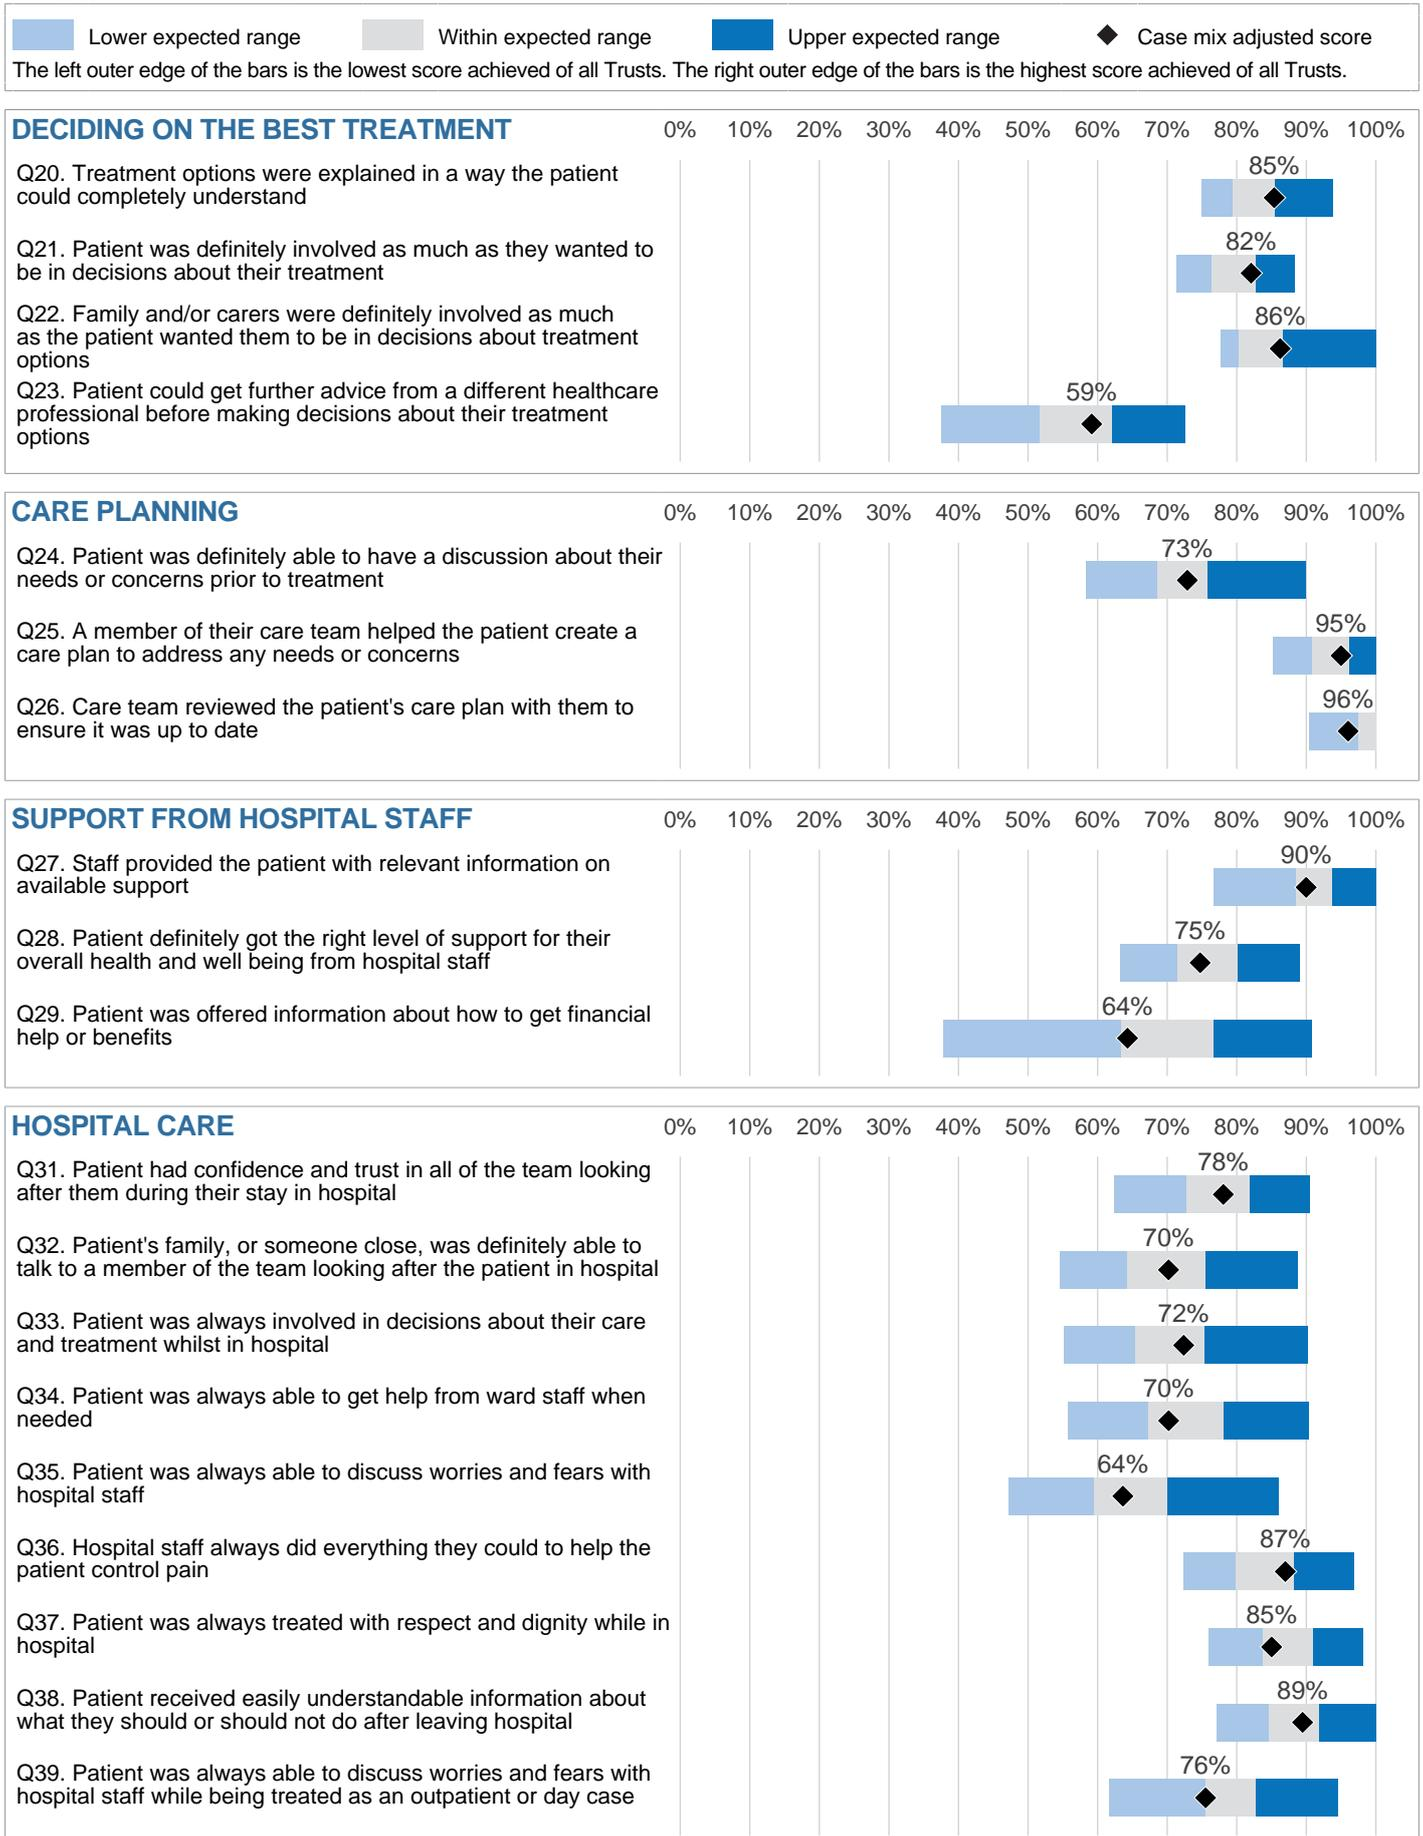 Lower expected range Within expected range Upper expected range Case mix adjusted score
The left outer edge of the bars is the lowest score achieved of all Trusts. The right outer edge of the bars is the highest score achieved of all Trusts.
DECIDING ON THE BEST TREATMENT 0% 10% 20% 30% 40% 50% 60% 70% 80% 90% 100%
85%
Q20. Treatment options were explained in a way the patient
could completely understand
82%
Q21. Patient was definitely involved as much as they wanted to
be in decisions about their treatment
86%
Q22. Family and/or carers were definitely involved as much
as the patient wanted them to be in decisions about treatment
options
59%
Q23. Patient could get further advice from a different healthcare
professional before making decisions about their treatment
options
CARE PLANNING 0% 10% 20% 30% 40% 50% 60% 70% 80% 90% 100%
73%
Q24. Patient was definitely able to have a discussion about their
needs or concerns prior to treatment
95%
Q25. A member of their care team helped the patient create a
care plan to address any needs or concerns
96%
Q26. Care team reviewed the patient's care plan with them to
ensure it was up to date
SUPPORT FROM HOSPITAL STAFF 0% 10% 20% 30% 40% 50% 60% 70% 80% 90% 100%
90%
Q27. Staff provided the patient with relevant information on
available support
75%
Q28. Patient definitely got the right level of support for their
overall health and well being from hospital staff
64%
Q29. Patient was offered information about how to get financial
help or benefits
HOSPITAL CARE 0% 10% 20% 30% 40% 50% 60% 70% 80% 90% 100%
78%
Q31. Patient had confidence and trust in all of the team looking
after them during their stay in hospital
70%
Q32. Patient's family, or someone close, was definitely able to
talk to a member of the team looking after the patient in hospital
72%
Q33. Patient was always involved in decisions about their care
and treatment whilst in hospital
70%
Q34. Patient was always able to get help from ward staff when
needed
64%
Q35. Patient was always able to discuss worries and fears with
hospital staff
87%
Q36. Hospital staff always did everything they could to help the
patient control pain
85%
Q37. Patient was always treated with respect and dignity while in
hospital
89%
Q38. Patient received easily understandable information about
what they should or should not do after leaving hospital
76%
Q39. Patient was always able to discuss worries and fears with
hospital staff while being treated as an outpatient or day case